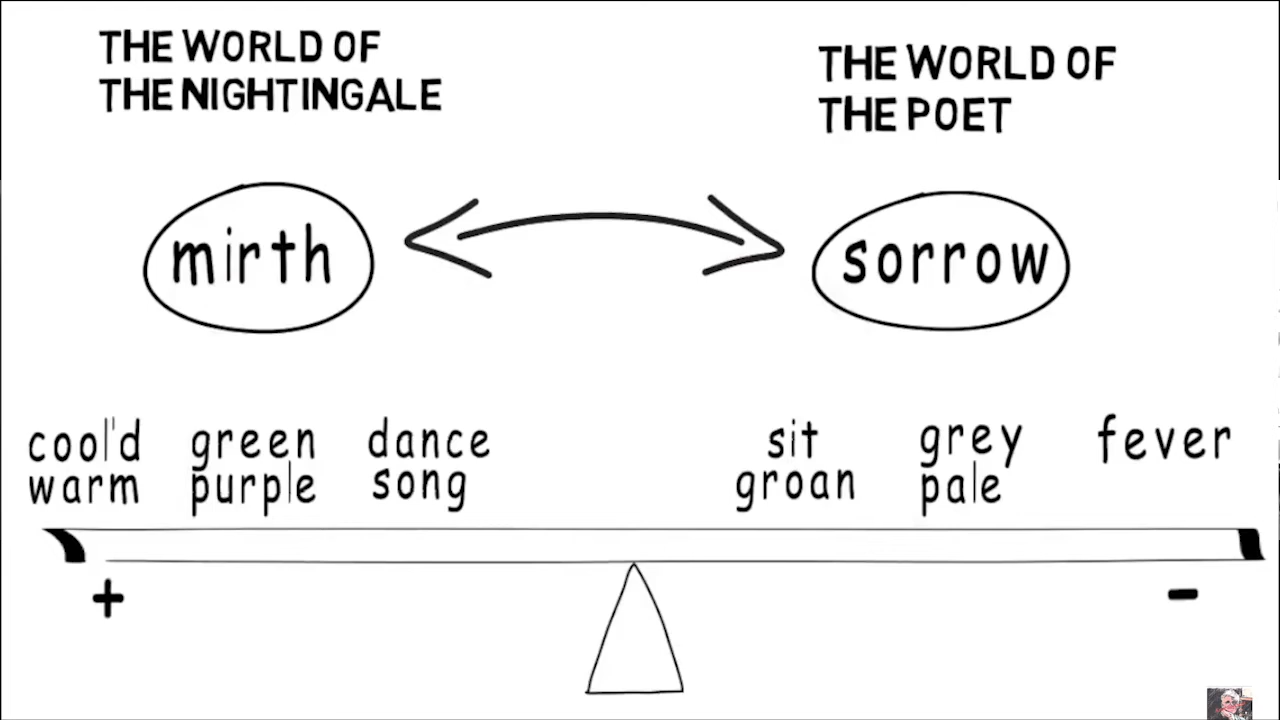 THE WORLD OF
THE NIGHTINGALE
THE WORLD OF
THE POET
mirth
sorrow
cool'd
warm
green
purple
dance
song
sit
groan
grey
pale
fever
+
-